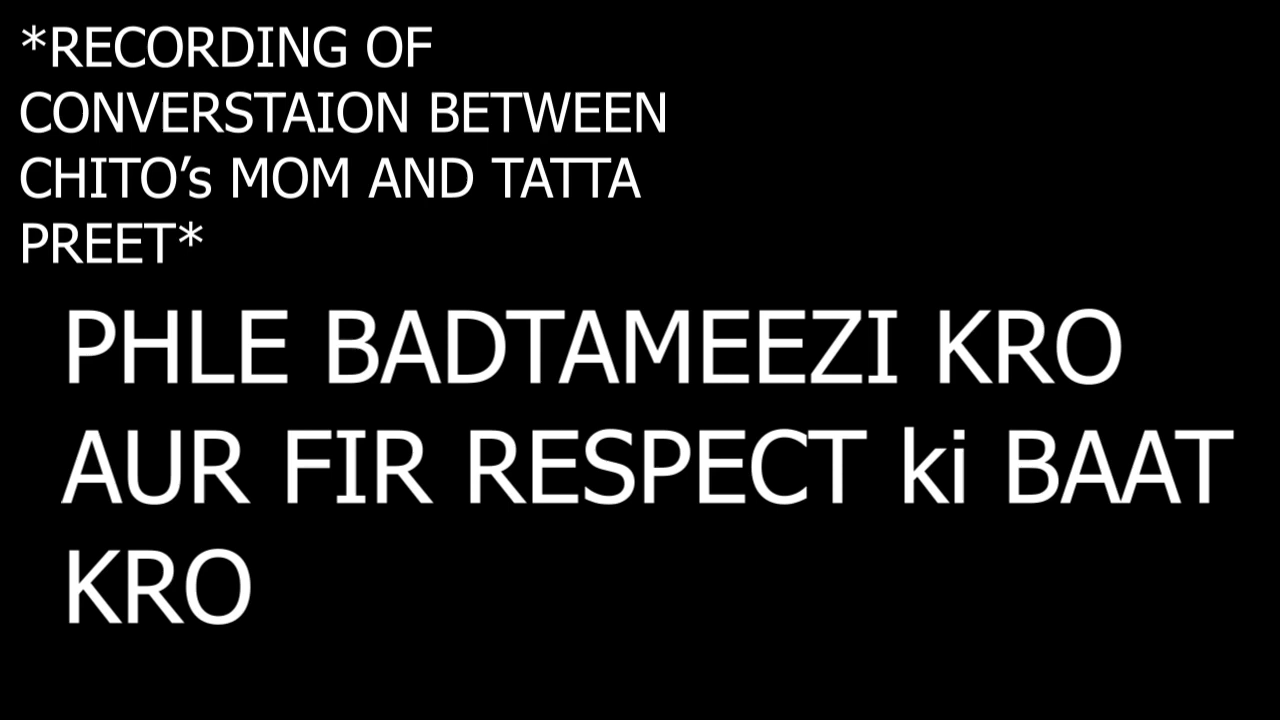 *RECORDING OF
CONVERSTAION BETWEEN
CHITO’s MOM AND TATTA
PREET*
PHLE BADTAMEEZI KRO
AUR FIR RESPECT ki BAAT
KRO